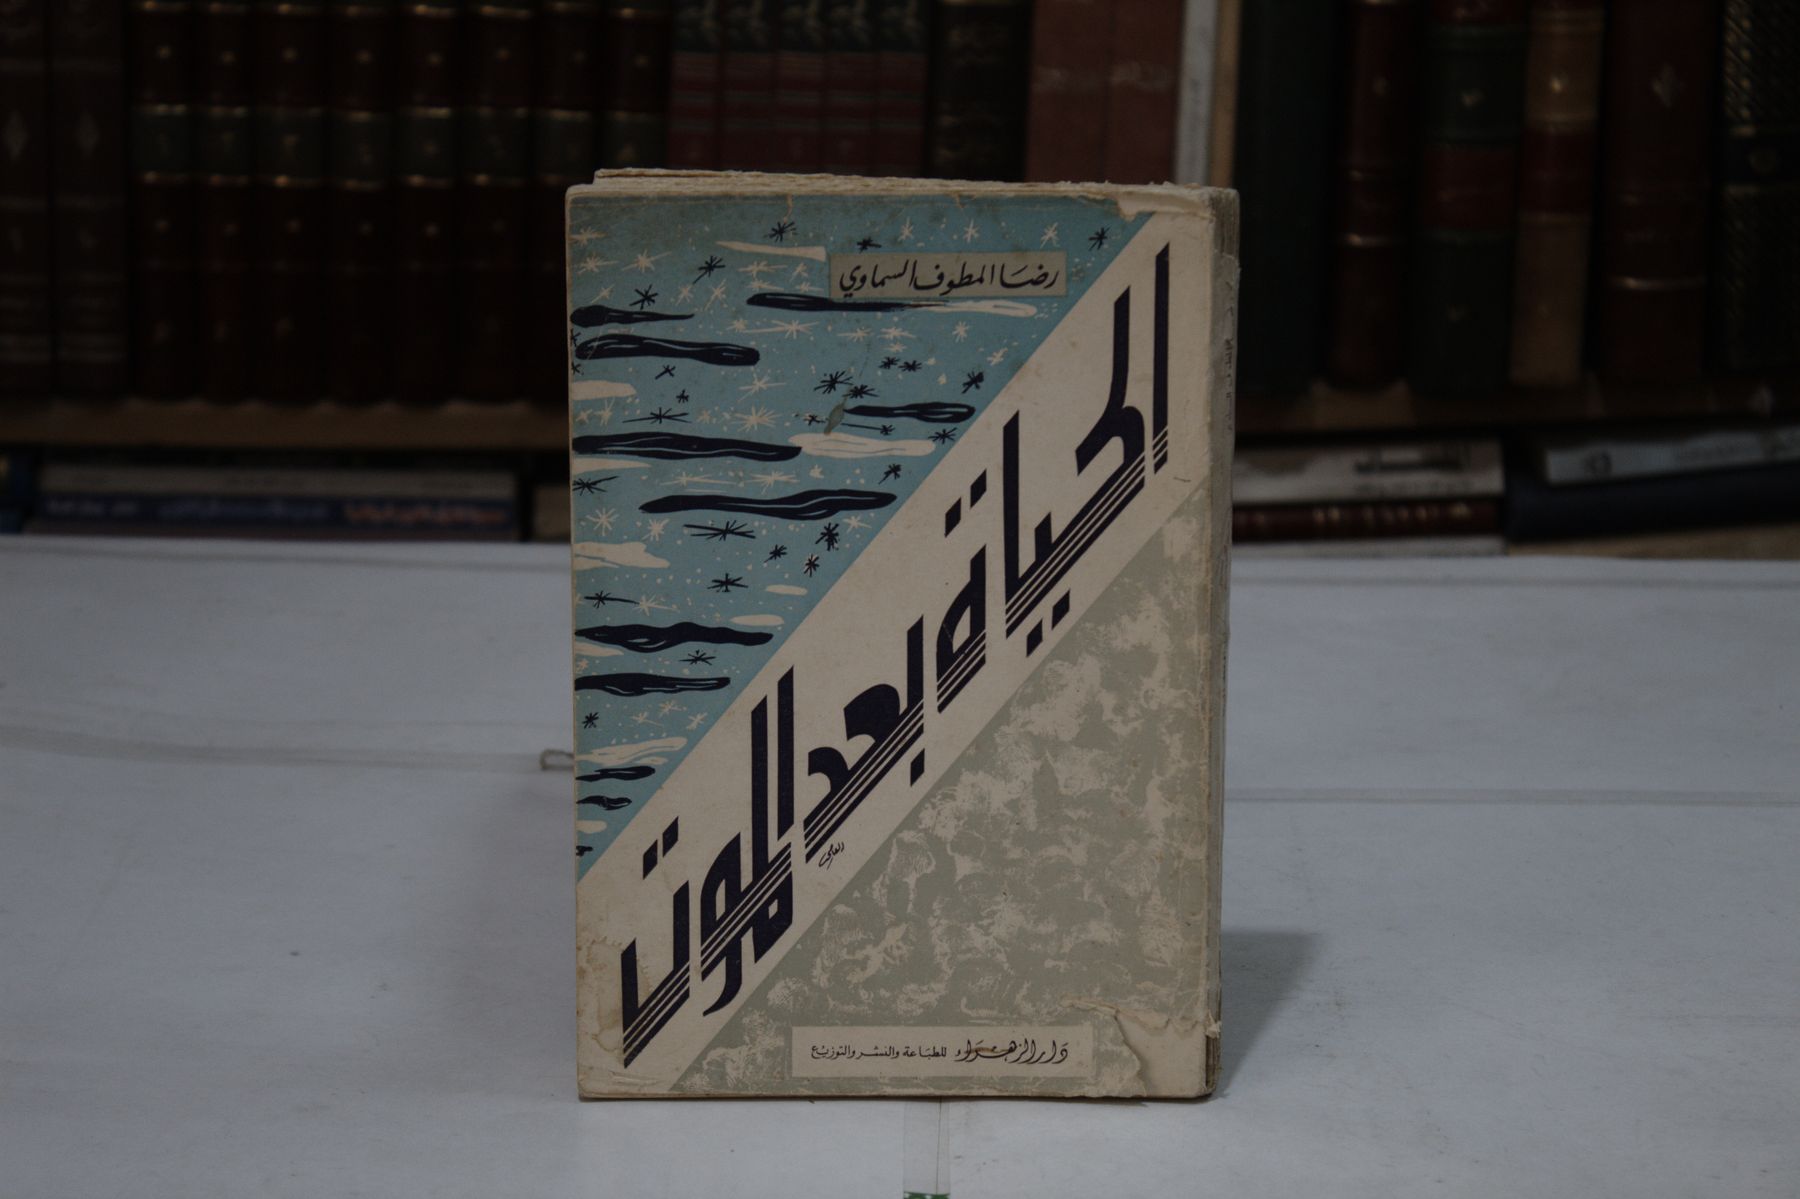 رضا المطوف السماوي
الحياة بعد الموت
دار الزهراء للطباعة والنشر والتوزيع